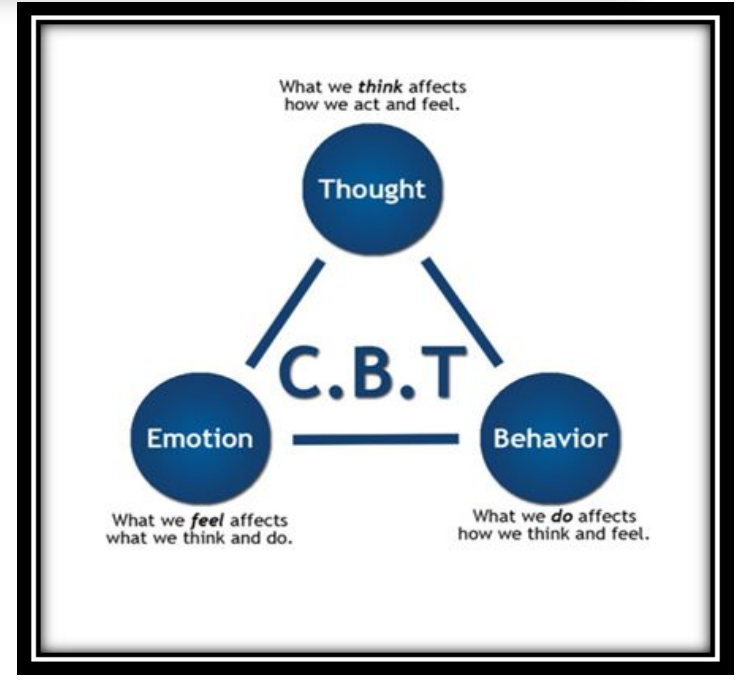 What we think affects
how we act and feel.
Thought
C.B.T
Emotion
Behavior
What we feel affects
what we think and do.
What we do affects
how we think and feel.